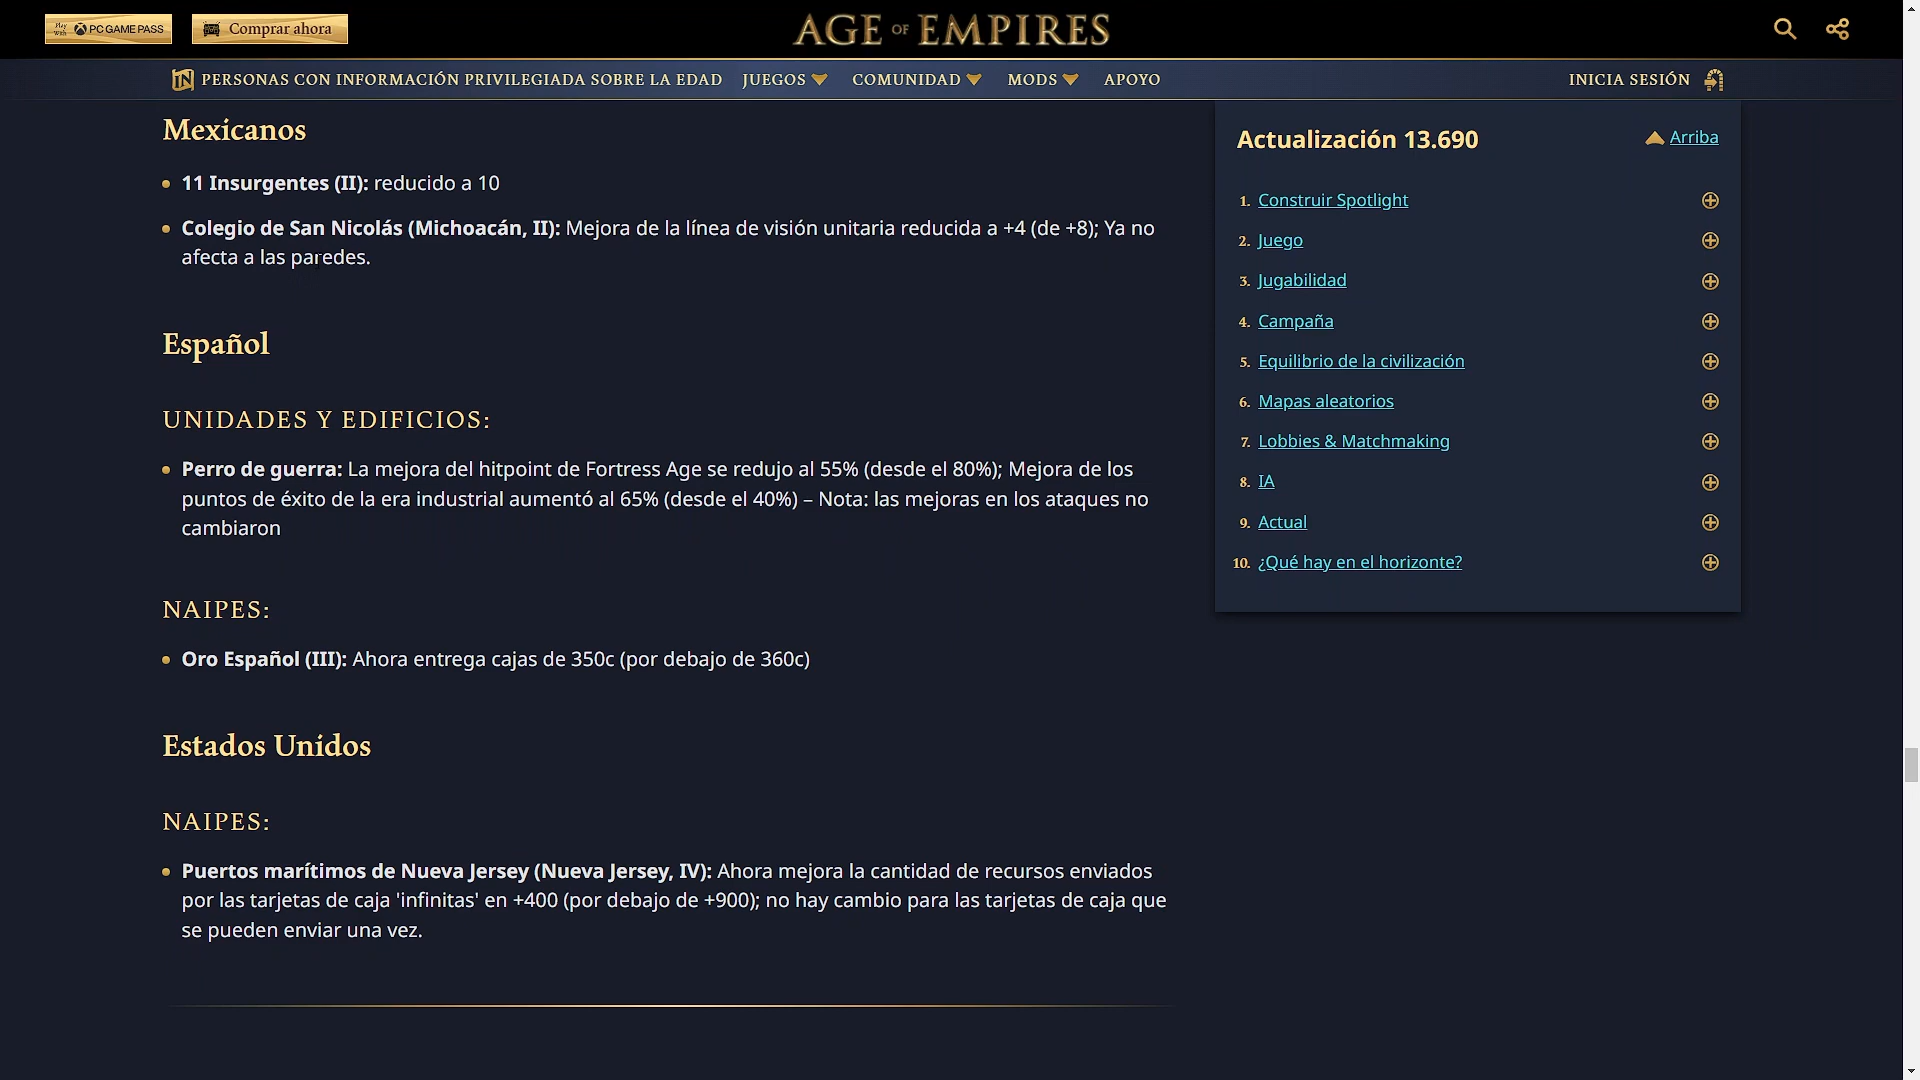 Play With PC GAME PASS
Comprar ahora
AGE OF EMPIRES
PERSONAS CON INFORMACIÓN PRIVILEGIADA SOBRE LA EDAD
JUEGOS
COMUNIDAD
MODS
APOYO
INICIA SESIÓN
Mexicanos
11 Insurgentes (II): reducido a 10
Colegio de San Nicolás (Michoacán, II): Mejora de la línea de visión unitaria reducida a +4 (de +8); Ya no
afecta a las paredes.
Español
UNIDADES Y EDIFICIOS:
Perro de guerra: La mejora del hitpoint de Fortress Age se redujo al 55% (desde el 80%); Mejora de los
puntos de éxito de la era industrial aumentó al 65% (desde el 40%) – Nota: las mejoras en los ataques no
cambiaron
NAIPES:
Oro Español (III): Ahora entrega cajas de 350c (por debajo de 360c)
Estados Unidos
NAIPES:
Puertos marítimos de Nueva Jersey (Nueva Jersey, IV): Ahora mejora la cantidad de recursos enviados
por las tarjetas de caja 'infinitas' en +400 (por debajo de +900); no hay cambio para las tarjetas de caja que
se pueden enviar una vez.
Actualización 13.690
Arriba
1. Construir Spotlight
2. Juego
3. Jugabilidad
4. Campaña
5. Equilibrio de la civilización
6. Mapas aleatorios
7. Lobbies & Matchmaking
8. IA
9. Actual
10. ¿Qué hay en el horizonte?